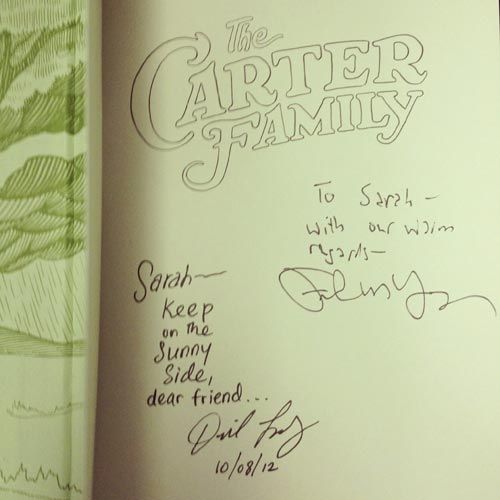 The
CARTER
FAMILY
To Sarah—
with our warm
regards—
Sarah—
Keep
on the
Sunny
Side,
dear friend...
10/08/12